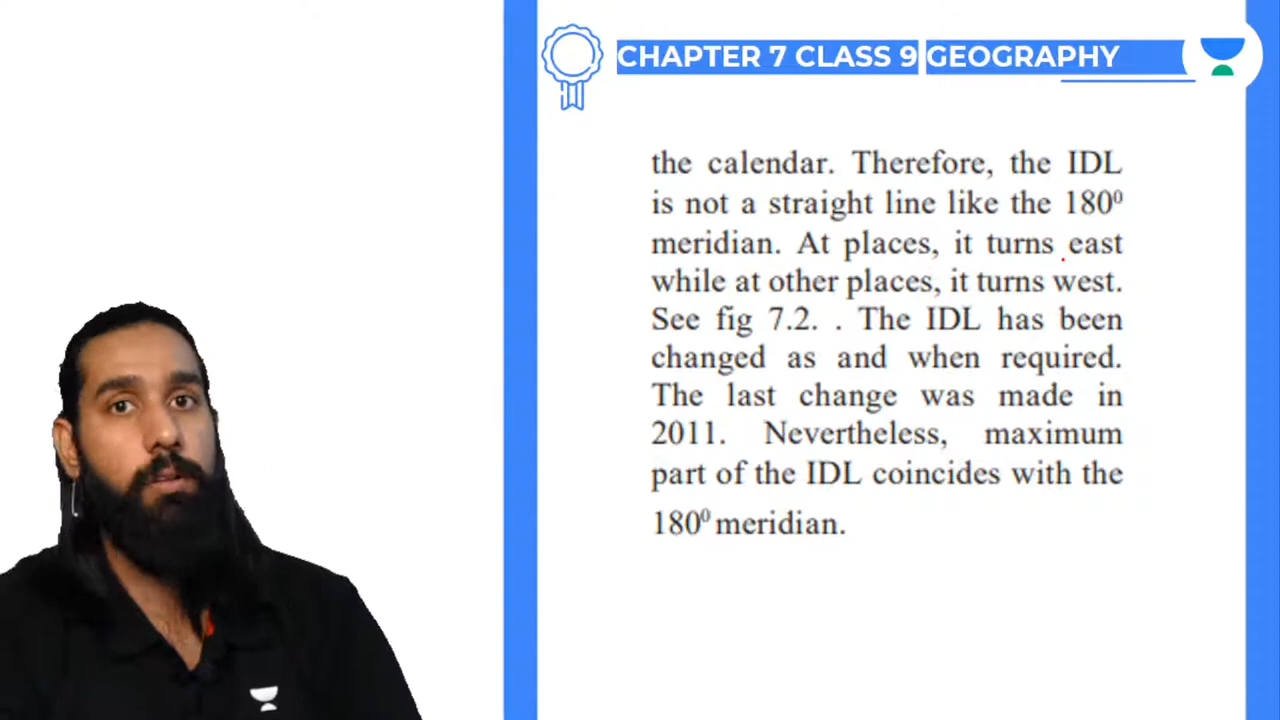 CHAPTER 7 CLASS 9 GEOGRAPHY
the calendar. Therefore, the IDL
is not a straight line like the 180⁰
meridian. At places, it turns east
while at other places, it turns west.
See fig 7.2. . The IDL has been
changed as and when required.
The last change was made in
2011. Nevertheless, maximum
part of the IDL coincides with the
180⁰ meridian.